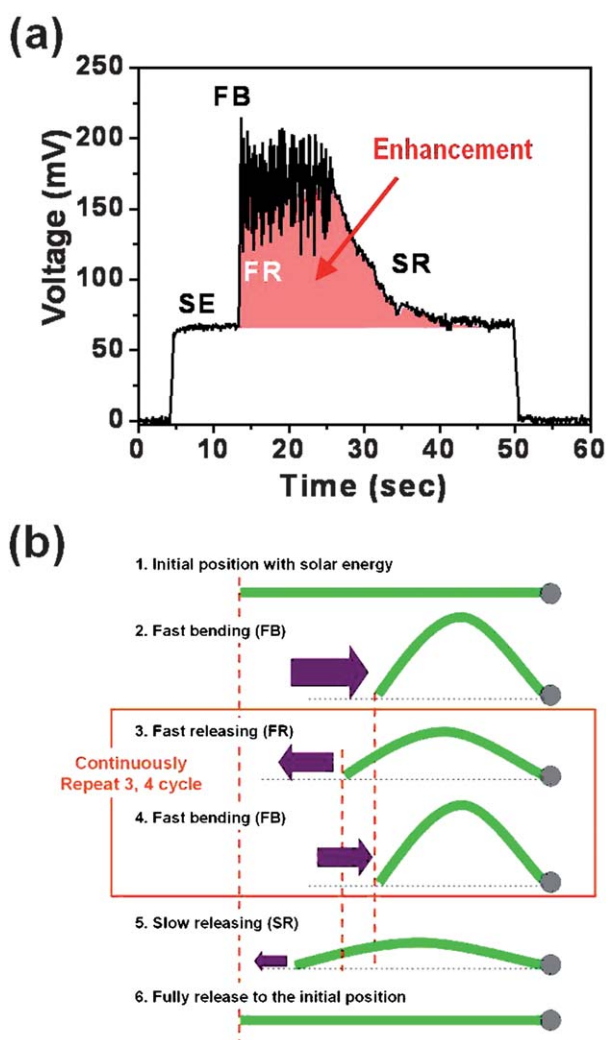 (a)
250
200
150
100
50
0
Voltage (mV)
FB
Enhancement
FR
SR
SE
0 10 20 30 40 50 60
Time (sec)
(b)
1. Initial position with solar energy
2. Fast bending (FB)
3. Fast releasing (FR)
Continuously
Repeat 3, 4 cycle
4. Fast bending (FB)
5. Slow releasing (SR)
6. Fully release to the initial position